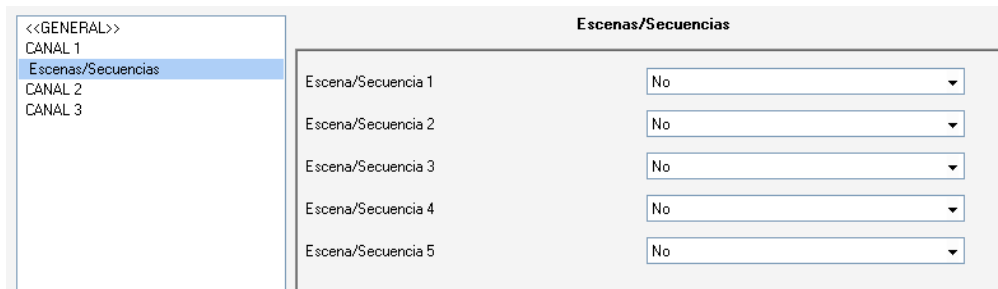 <<GENERAL>>
CANAL 1
Escenas/Secuencias
CANAL 2
CANAL 3
Escenas/Secuencias
Escena/Secuencia 1 No
Escena/Secuencia 2 No
Escena/Secuencia 3 No
Escena/Secuencia 4 No
Escena/Secuencia 5 No